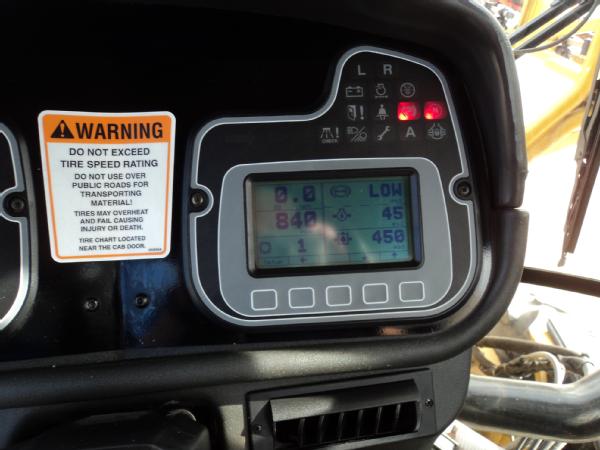 L R
WARNING
DO NOT EXCEED
TIRE SPEED RATING
DO NOT USE OVER
PUBLIC ROADS FOR
TRANSPORTING
MATERIAL!
TIRES MAY OVERHEAT
AND FAIL CAUSING
INJURY OR DEATH.
TIRE CHART LOCATED
NEAR THE CAB DOOR.
CHECK
A
N
0.0 LOW
840 45
1 450